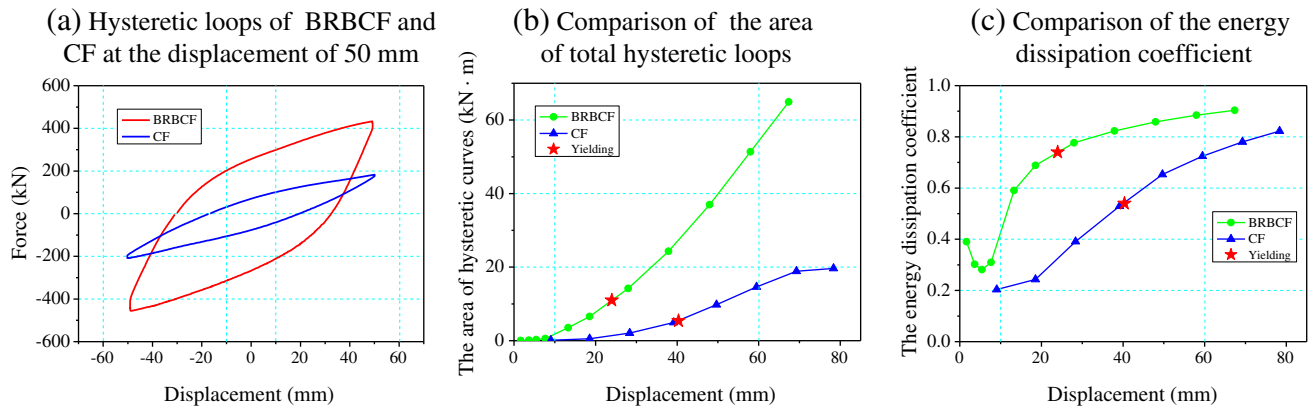 (a) Hysteretic loops of BRBCF and
CF at the displacement of 50 mm
600
400
200
0
-200
-400
-600
-60
-40
-20
0
20
40
60
Force (kN)
Displacement (mm)
BRBCF
CF
(b) Comparison of the area
of total hysteretic loops
60
40
20
0
0
20
40
60
80
The area of hysteretic curves (kN · m)
Displacement (mm)
BRBCF
CF
Yielding
(c) Comparison of the energy
dissipation coefficient
1.0
0.8
0.6
0.4
0.2
0.0
0
20
40
60
80
The energy dissipation coefficient
Displacement (mm)
BRBCF
CF
Yielding